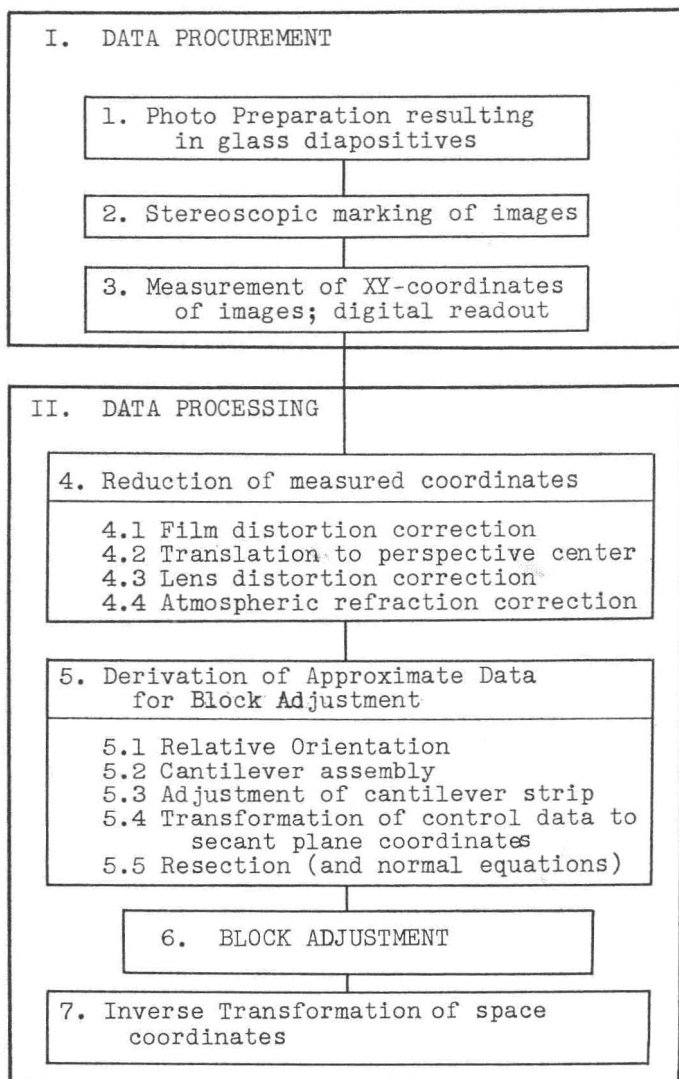 I. DATA PROCUREMENT
1. Photo Preparation resulting
in glass diapositives
2. Stereoscopic marking of images
3. Measurement of XY-coordinates
of images; digital readout
II. DATA PROCESSING
4. Reduction of measured coordinates
4.1 Film distortion correction
4.2 Translation to perspective center
4.3 Lens distortion correction
4.4 Atmospheric refraction correction
5. Derivation of Approximate Data
for Block Adjustment
5.1 Relative Orientation
5.2 Cantilever assembly
5.3 Adjustment of cantilever strip
5.4 Transformation of control data to
secant plane coordinates
5.5 Resection (and normal equations)
6. BLOCK ADJUSTMENT
7. Inverse Transformation of space
coordinates